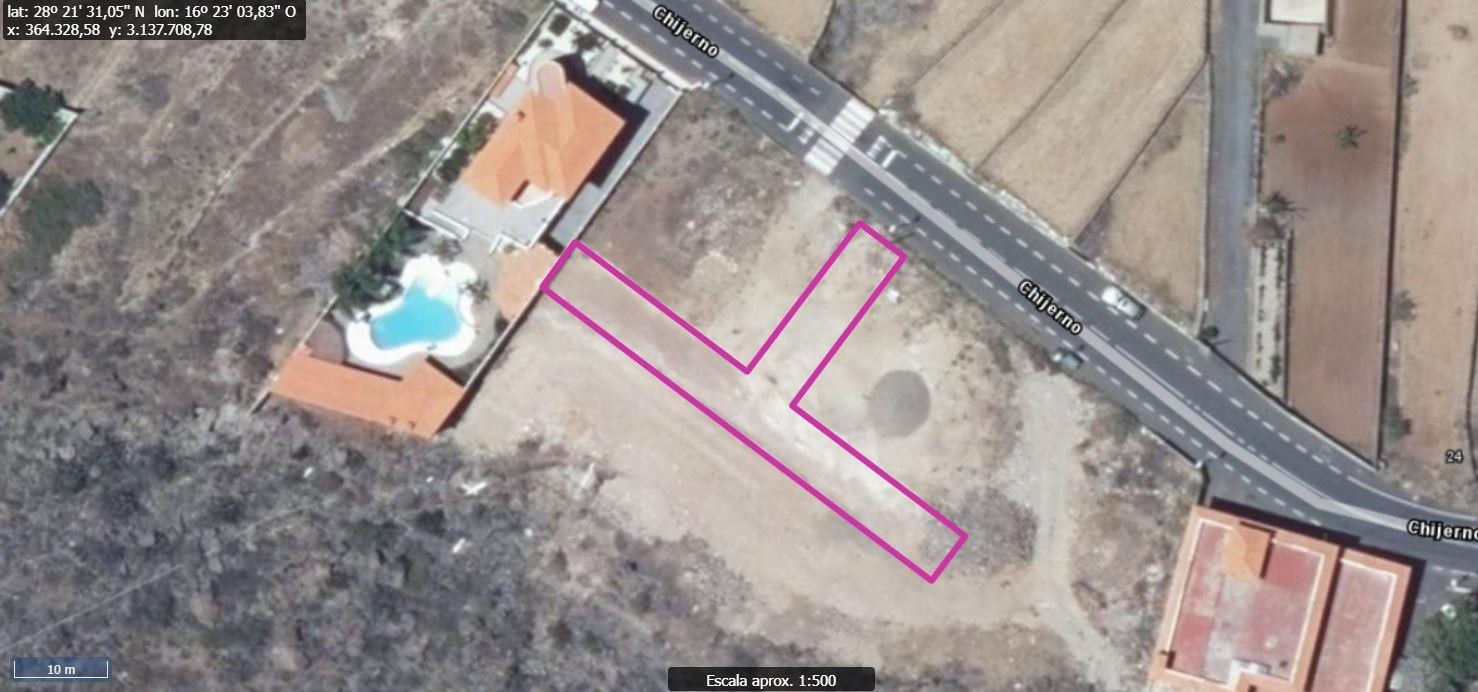 lat: 28º 21' 31,05" N lon: 16º 23' 03,83" O
x: 364.328,58 y: 3.137.708,78
Chijerno
Chijerno
24
Chijerno
10 m
Escala aprox. 1:500